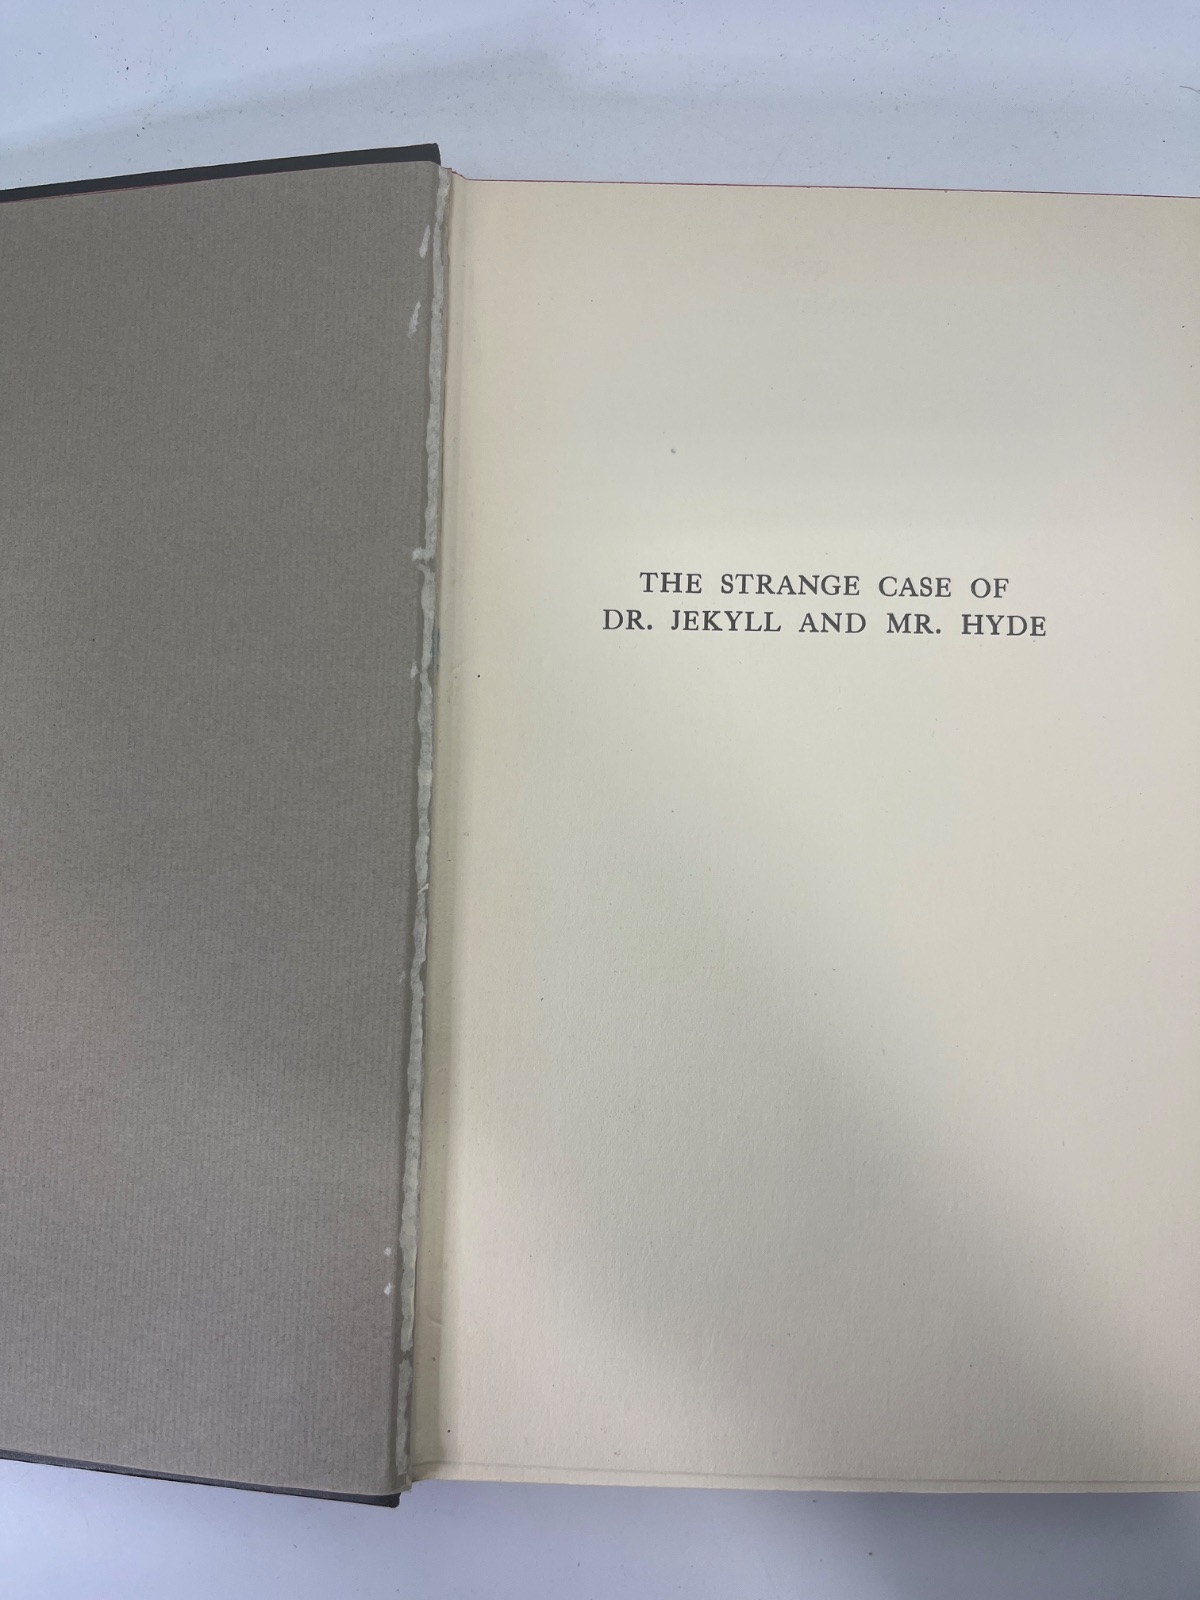 THE STRANGE CASE OF
DR. JEKYLL AND MR. HYDE